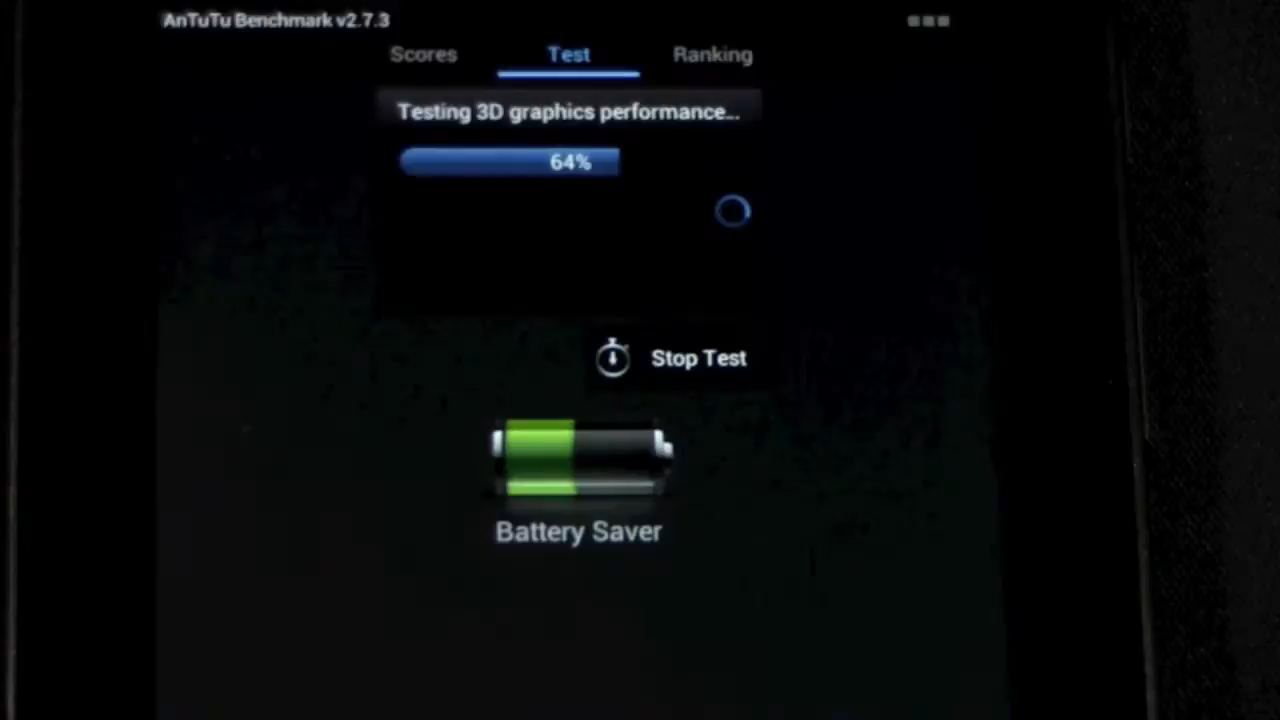 AnTuTu Benchmark v2.7.3
Scores Test Ranking
Testing 3D graphics performance...
64%
Stop Test
Battery Saver